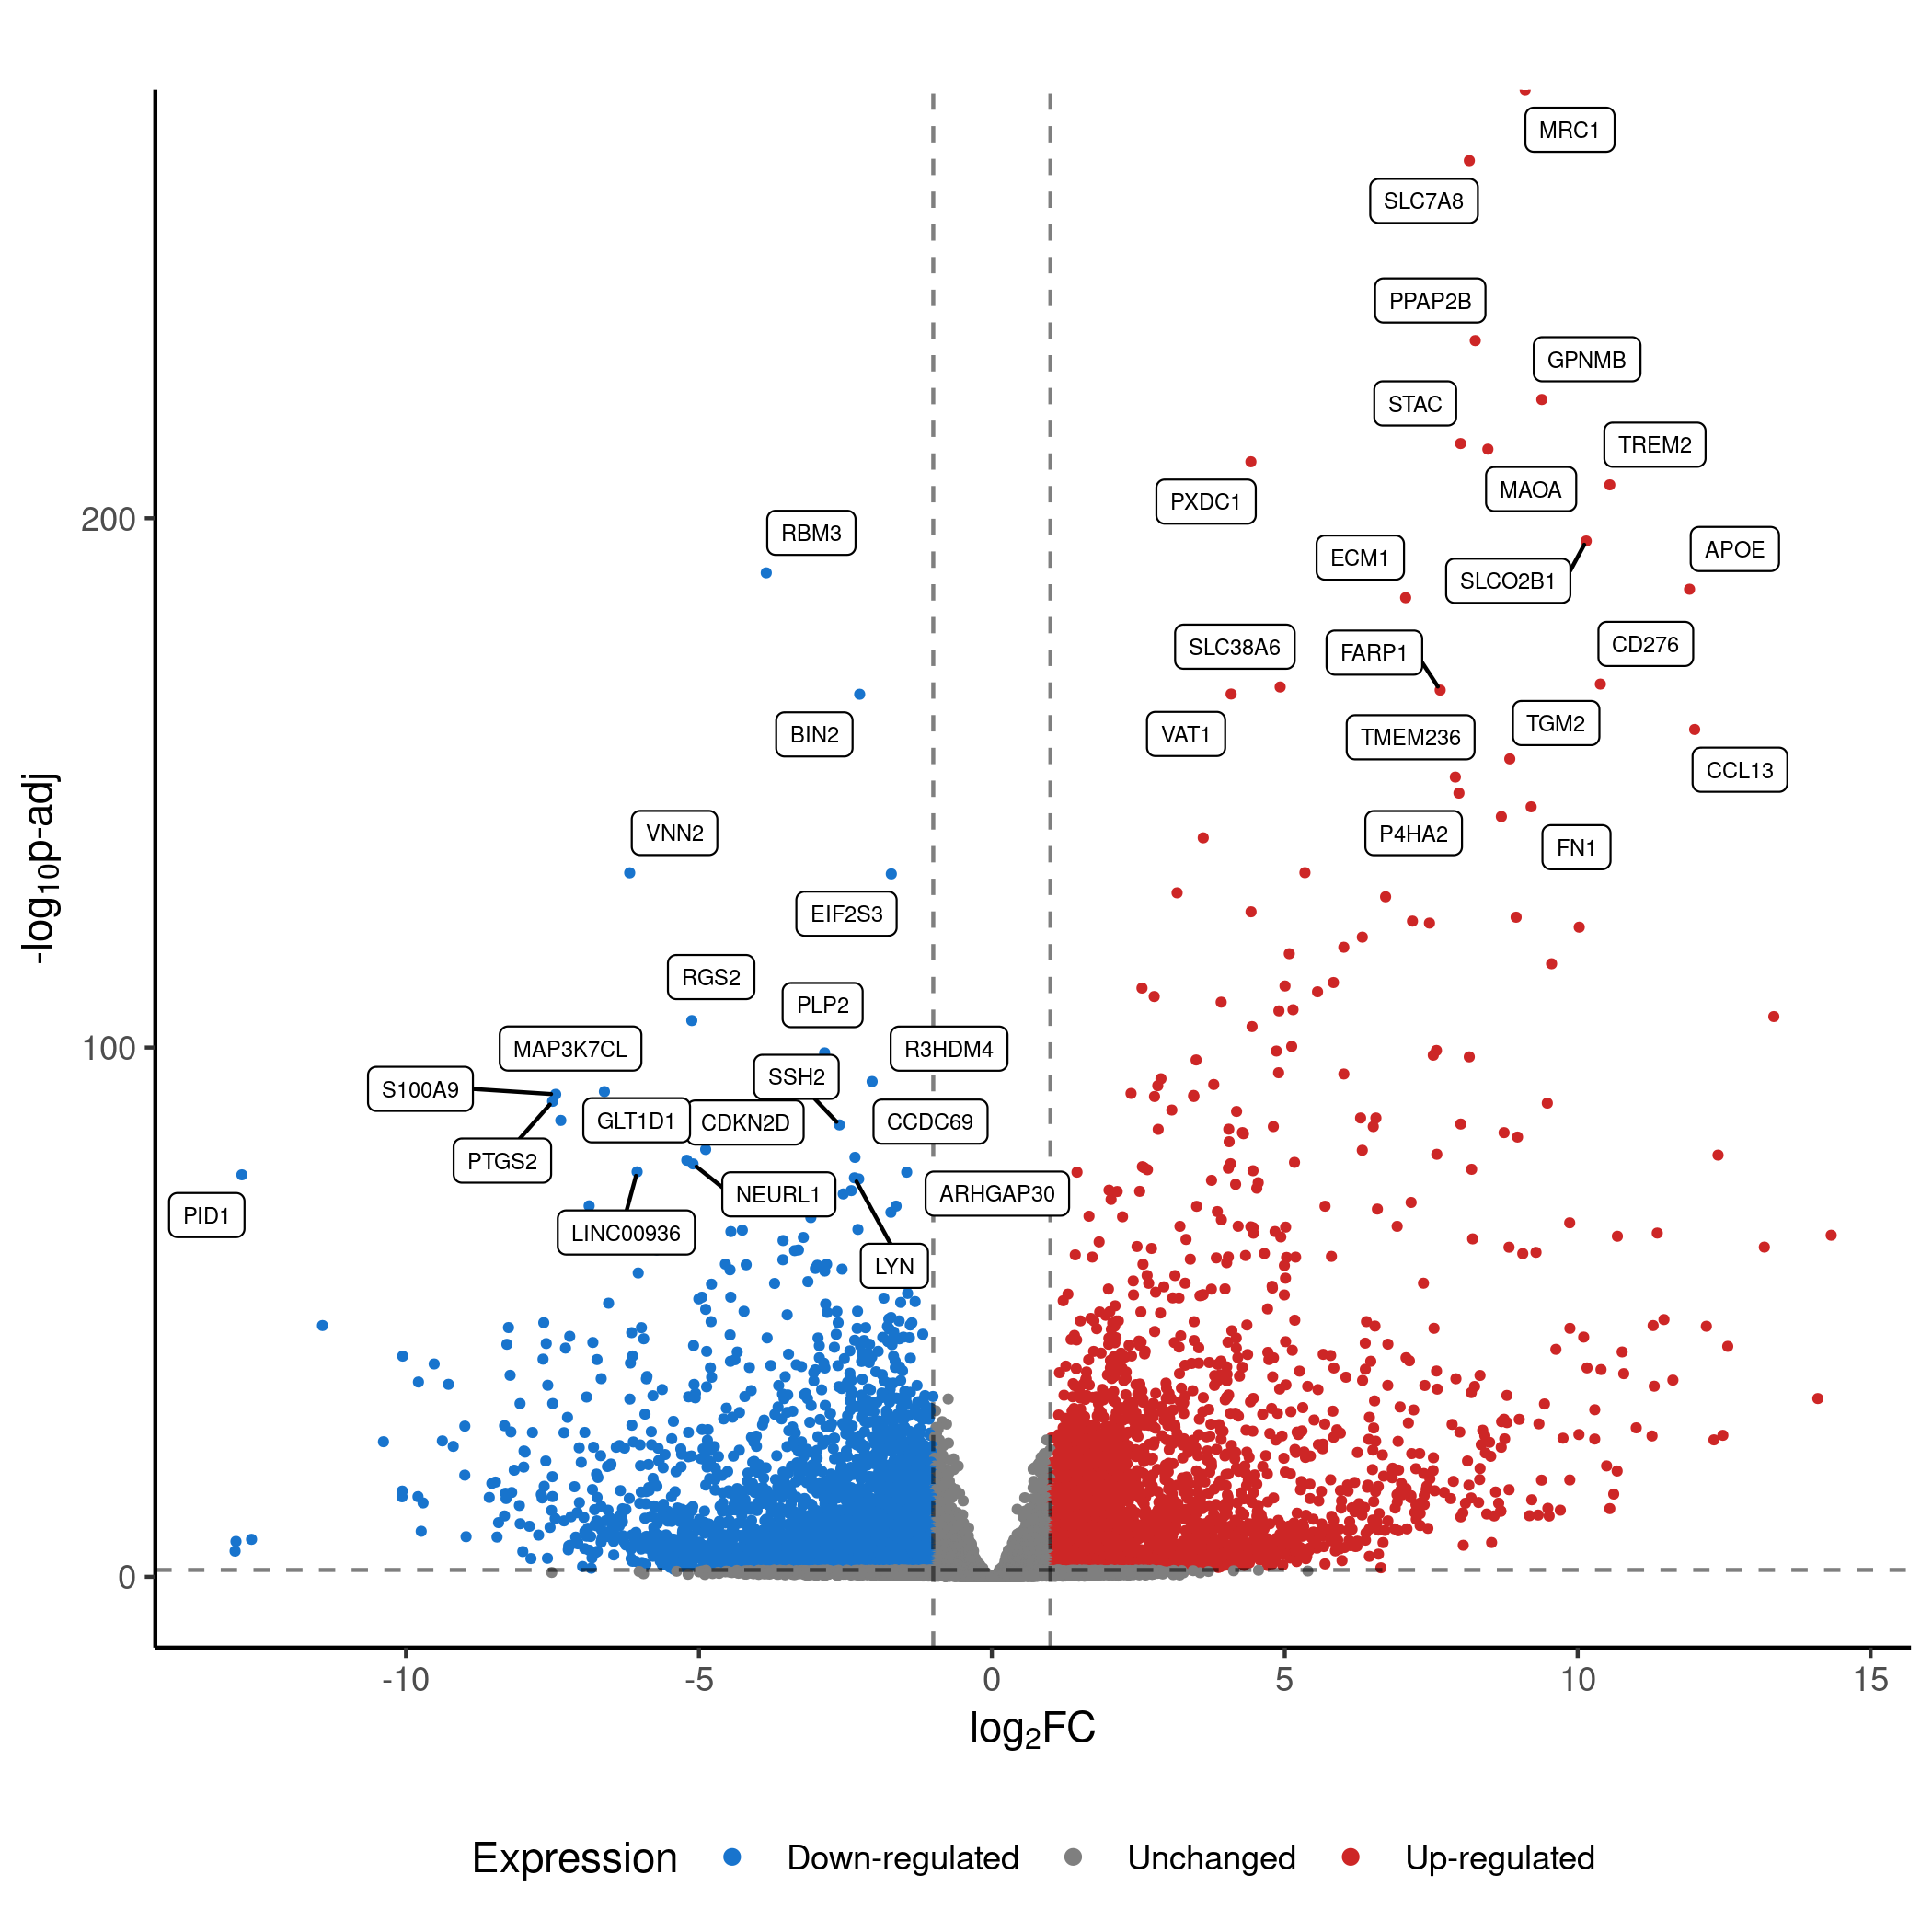 MRC1
SLC7A8
PPAP2B
GPNMB
STAC
TREM2
MAOA
PXDC1
200
RBM3
APOE
ECM1
SLCO2B1
CD276
SLC38A6
FARP1
TGM2
BIN2
VAT1
TMEM236
CCL13
VNN2
P4HA2
FN1
-log10p-adj
EIF2S3
RGS2
PLP2
100
MAP3K7CL
R3HDM4
SSH2
S100A9
GLT1D1
CDKN2D
CCDC69
PTGS2
NEURL1
ARHGAP30
PID1
LINC00936
LYN
0
-10 -5 0 5 10 15
log2FC
Expression Down-regulated Unchanged Up-regulated